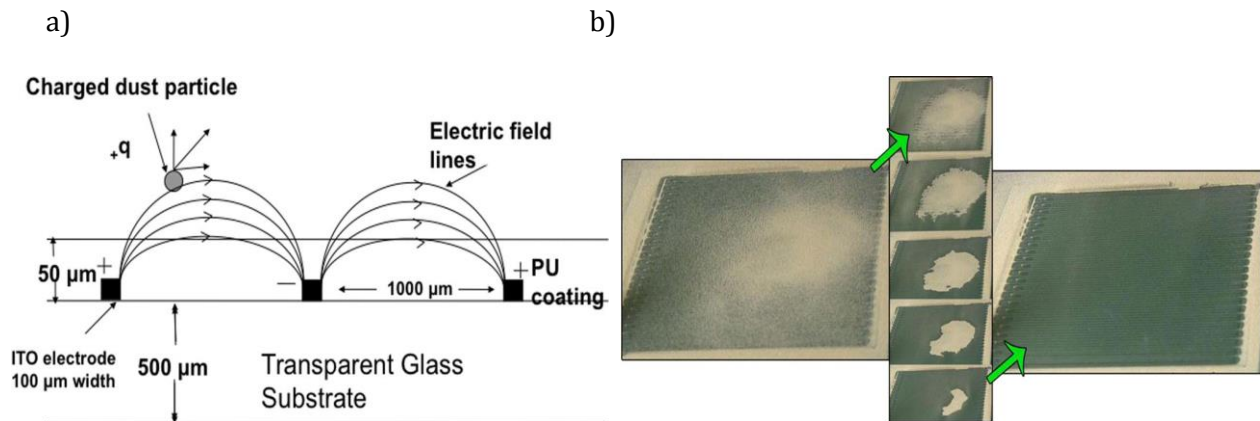 a)
b)
Charged dust particle
+q
Electric field
lines
50 µm
+
−
1000 µm
+
PU
coating
ITO electrode
100 µm width
500 µm
Transparent Glass
Substrate